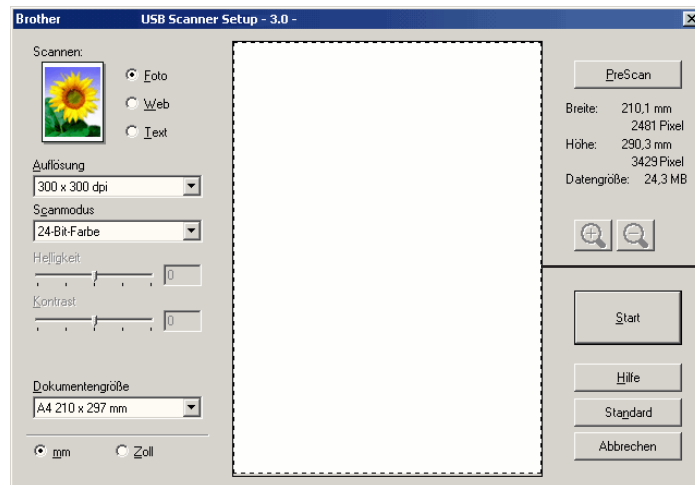 Brother USB Scanner Setup - 3.0 -
Scannen:
Foto
Web
Text
Auflösung
300 x 300 dpi
Scanmodus
24-Bit-Farbe
Helligkeit
0
Kontrast
0
Dokumentengröße
A4 210 x 297 mm
mm Zoll
PreScan
Breite: 210,1 mm
2481 Pixel
Höhe: 290,3 mm
3429 Pixel
Datengröße: 24,3 MB
Start
Hilfe
Standard
Abbrechen